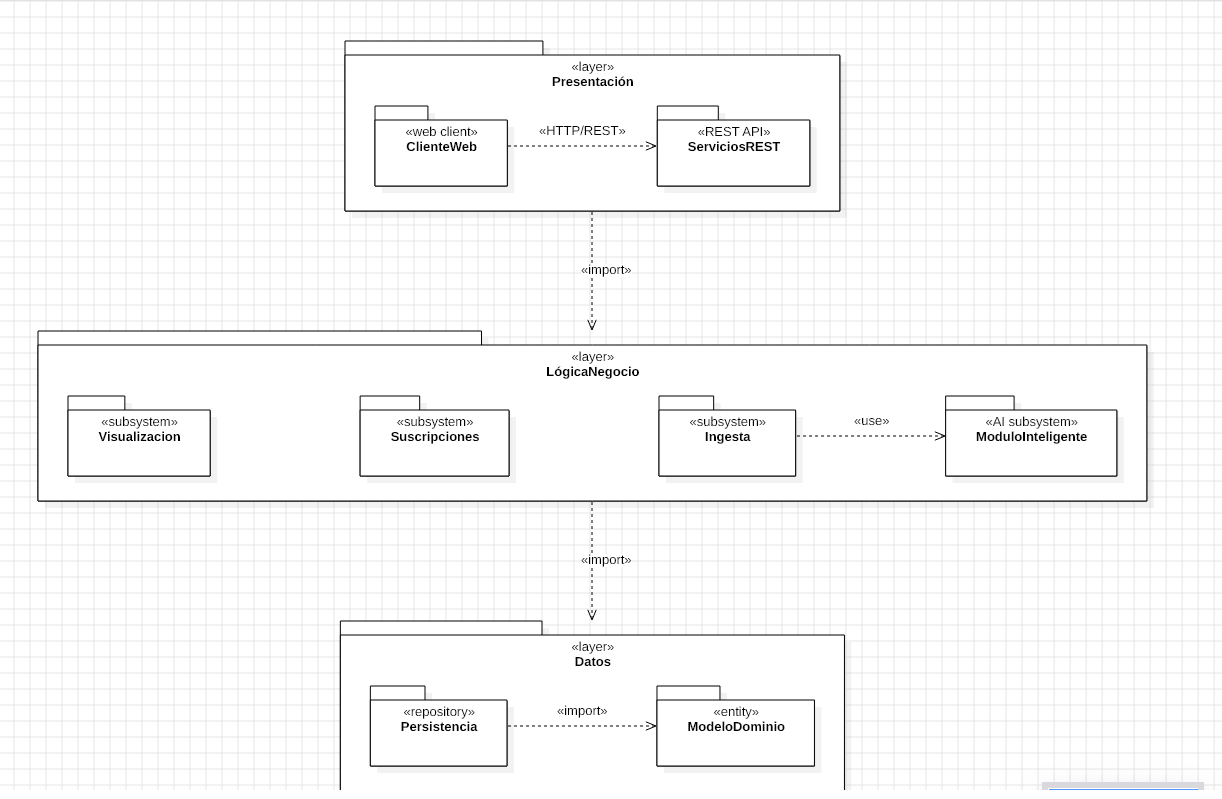 «layer»
Presentación
«web client»
ClienteWeb
«HTTP/REST»
«REST API»
ServiciosREST
«import»
«layer»
LógicaNegocio
«subsystem»
Visualizacion
«subsystem»
Suscripciones
«subsystem»
Ingesta
«use»
«AI subsystem»
ModuloInteligente
«import»
«layer»
Datos
«repository»
Persistencia
«import»
«entity»
ModeloDominio